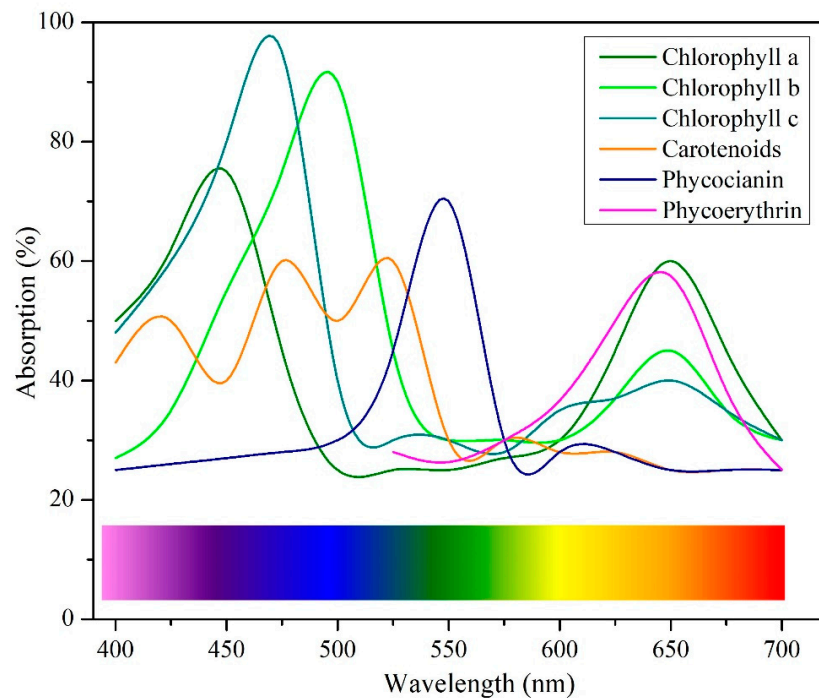 100
80
60
40
20
0
Absorption (%)
Chlorophyll a
Chlorophyll b
Chlorophyll c
Carotenoids
Phycocianin
Phycoerythrin
400 450 500 550 600 650 700
Wavelength (nm)